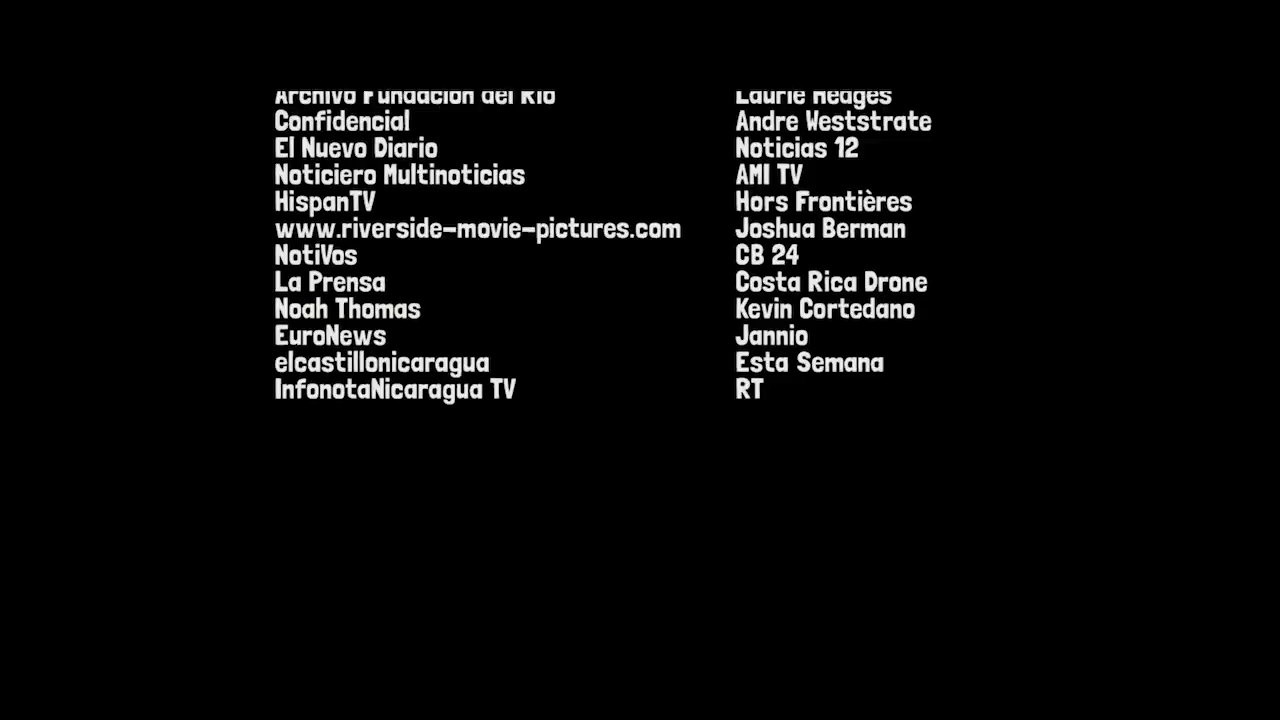 Archivo Fundación del Río
Confidencial
El Nuevo Diario
Noticiero Multinoticias
HispanTV
www.riverside-movie-pictures.com
NotiVos
La Prensa
Noah Thomas
EuroNews
elcastillonicaragua
InfonotaNicaragua TV
Laurie Hedges
Andre Weststrate
Noticias 12
AMI TV
Hors Frontières
Joshua Berman
CB 24
Costa Rica Drone
Kevin Cortedano
Jannio
Esta Semana
RT